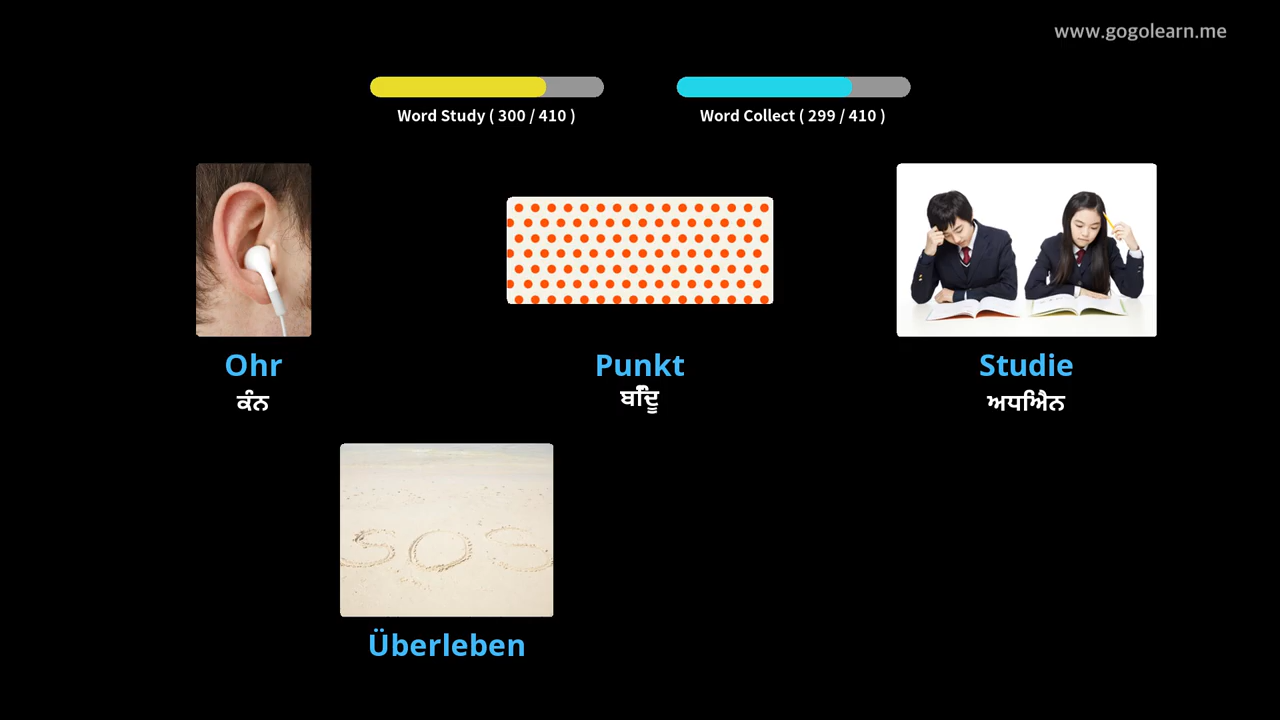 www.gogolearn.me
Word Study ( 300 / 410 )
Word Collect ( 299 / 410 )
Ohr
ਕੰਨ
Punkt
ਬਿੰਦੂ
Studie
ਅਧਿਐਨ
SOS
Überleben